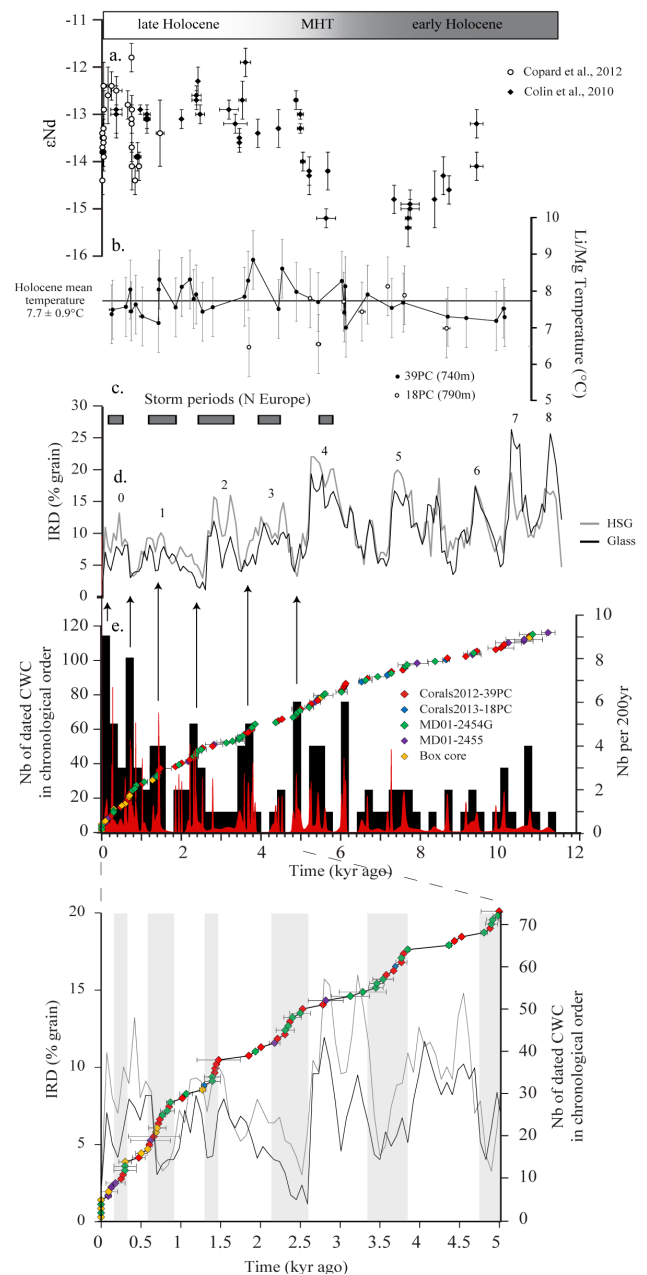 late Holocene MHT early Holocene
-11
-12
-13
-14
-15
-16
εNd
a.
Copard et al., 2012
Colin et al., 2010
b.
10
9
8
7
6
5
Li/Mg Temperature (°C)
Holocene mean
temperature
7.7 ± 0.9°C
39PC (740m)
18PC (790m)
c.
Storm periods (N Europe)
30
25
20
15
10
5
0
IRD (% grain)
d.
0 1 2 3 4 5 6 7 8
HSG
Glass
e.
120
100
80
60
40
20
0
Nb of dated CWC
in chronological order
10
8
6
4
2
0
Nb per 200yr
Corals2012-39PC
Corals2013-18PC
MD01-2454G
MD01-2455
Box core
0 2 4 6 8 10 12
Time (kyr ago)
20
15
10
5
0
IRD (% grain)
70
60
50
40
30
20
10
0
Nb of dated CWC
in chronological order
0 0.5 1 1.5 2 2.5 3 3.5 4 4.5 5
Time (kyr ago)